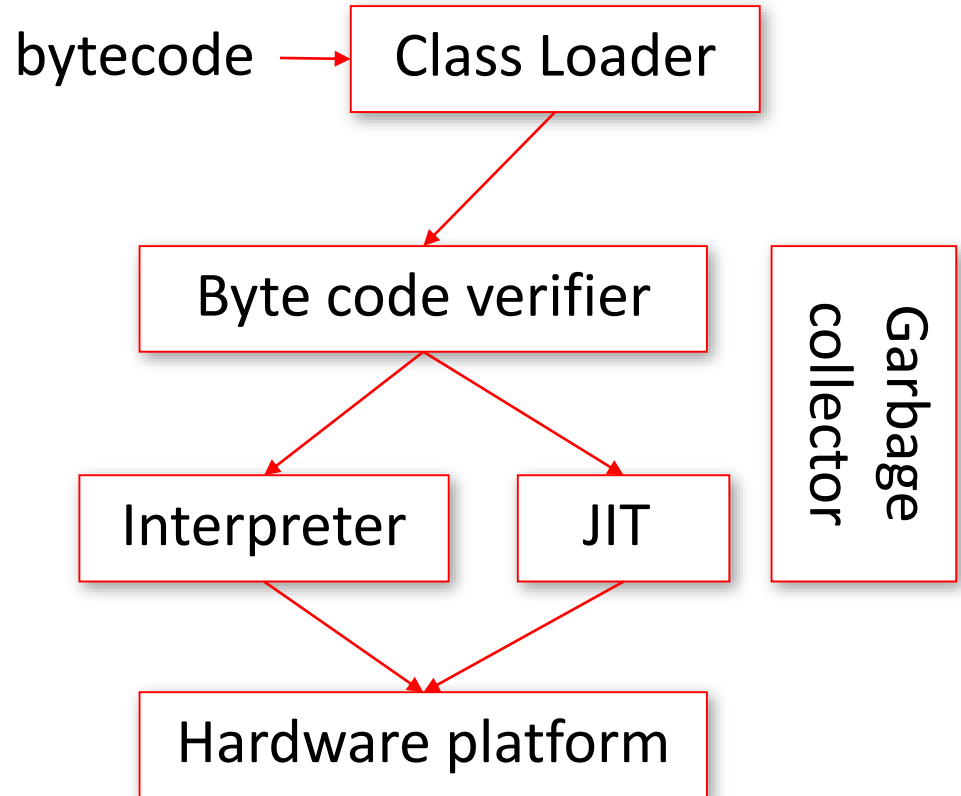 bytecode
Class Loader
Byte code verifier
Garbage
collector
Interpreter
JIT
Hardware platform